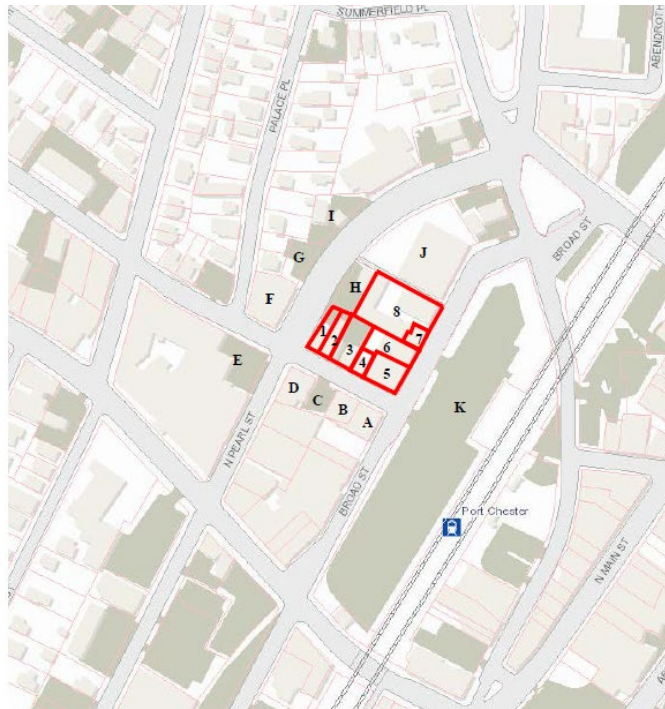 SUMMERFIELD PL
ABENDROTH
PALACE PL
I
BROAD ST
G
J
H
F
8
1
2
3
6
7
4
5
E
D
C
B
A
K
N PEARL ST
BROAD ST
Port Chester
N MAIN ST